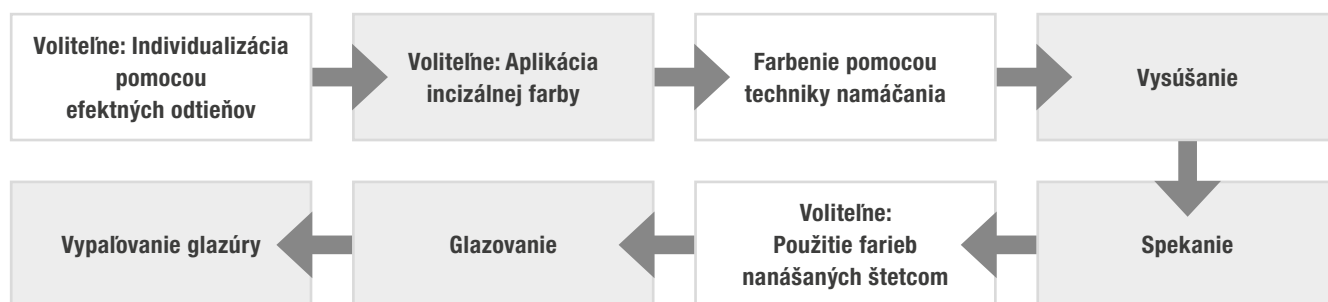 Voliteľne: Individualizácia
pomocou
efektných odtieňov
Voliteľne: Aplikácia
incizálnej farby
Farbenie pomocou
techniky namáčania
Vysúšanie
Spekanie
Voliteľne:
Použitie farieb
nanášaných štetcom
Glazovanie
Vypaľovanie glazúry